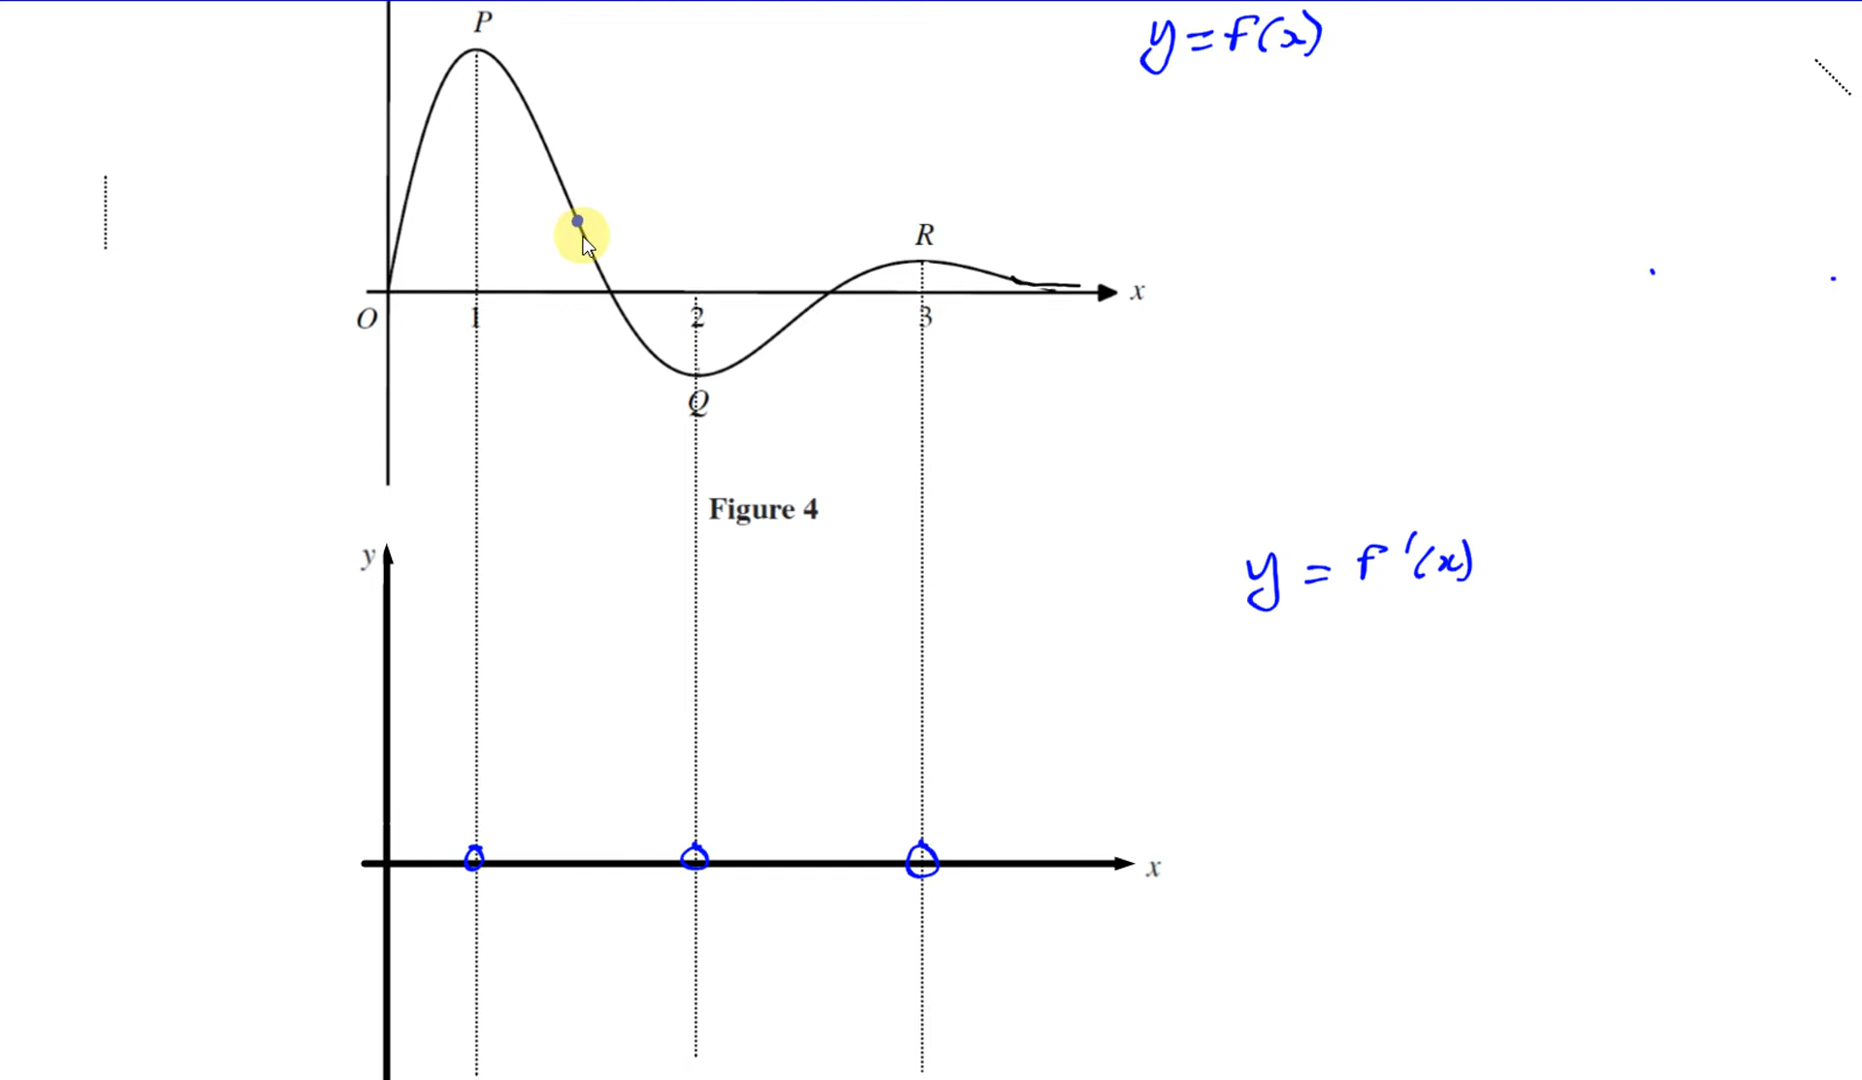 P
y = f(x)
R
x
O
1
2
3
Q
Figure 4
y
y = f'(x)
x